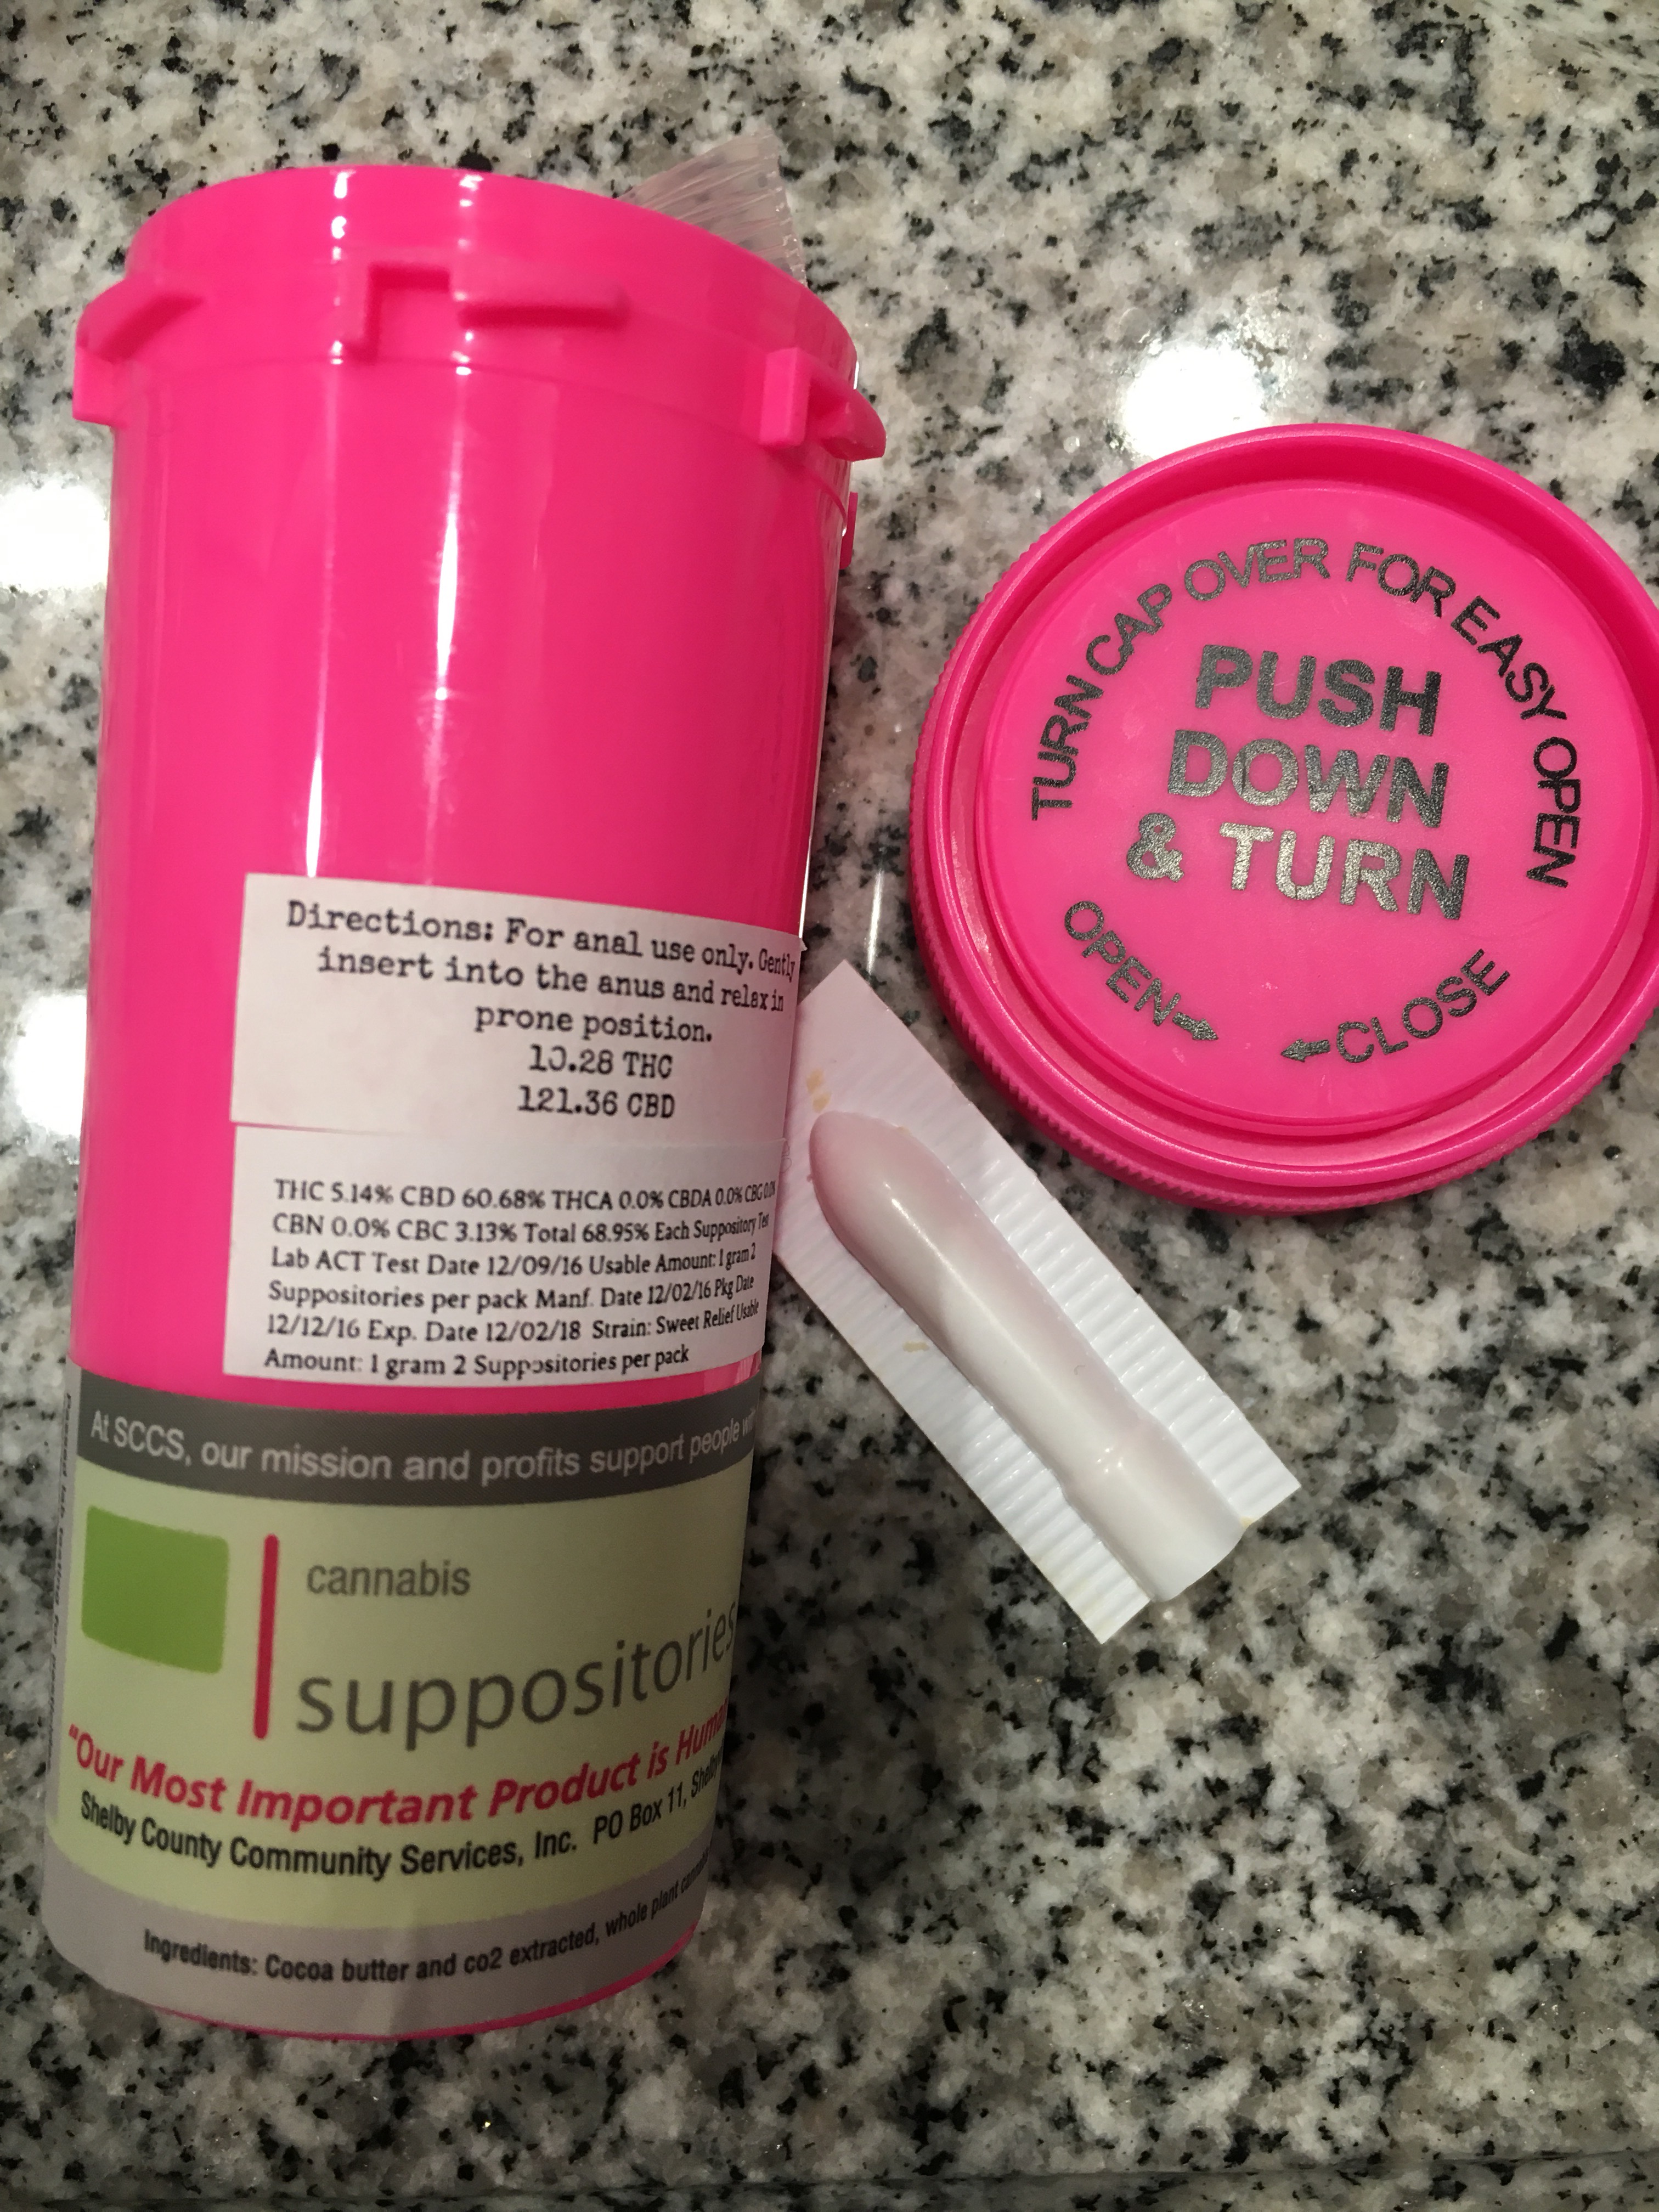 Directions: For anal use only. Gently
insert into the anus and relax in
prone position.
10.28 THC
121.36 CBD
THC 5.14% CBD 60.68% THCA 0.0% CBDA 0.0% CBG 0.0%
CBN 0.0% CBC 3.13% Total 68.95% Each Suppository Test
Lab ACT Test Date 12/09/16 Usable Amount: 1 gram 2
Suppositories per pack Manf. Date 12/02/16 Pkg Date
12/12/16 Exp. Date 12/02/18 Strain: Sweet Relief Usable
Amount: 1 gram 2 Suppositories per pack
At SCCS, our mission and profits support people
cannabis
suppositories
"Our Most Important Product is
Shelby County Community Services, Inc. PO Box 11,
Ingredients: Cocoa butter and co2 extracted, whole plant
TURN CAP OVER FOR EASY OPEN
PUSH
DOWN
& TURN
OPEN→
←CLOSE